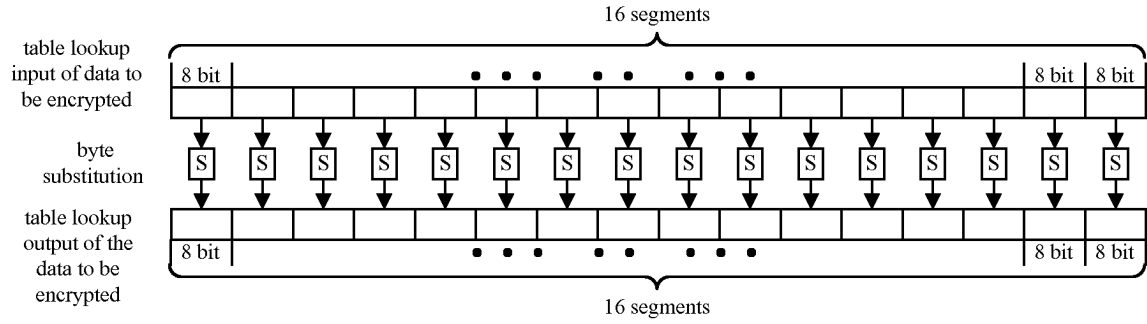 16 segments
table lookup
input of data to
be encrypted
8 bit
8 bit
8 bit
byte
substitution
S S S S S S S S S S S S S S S S
table lookup
output of the
data to be
encrypted
8 bit
8 bit
8 bit
16 segments